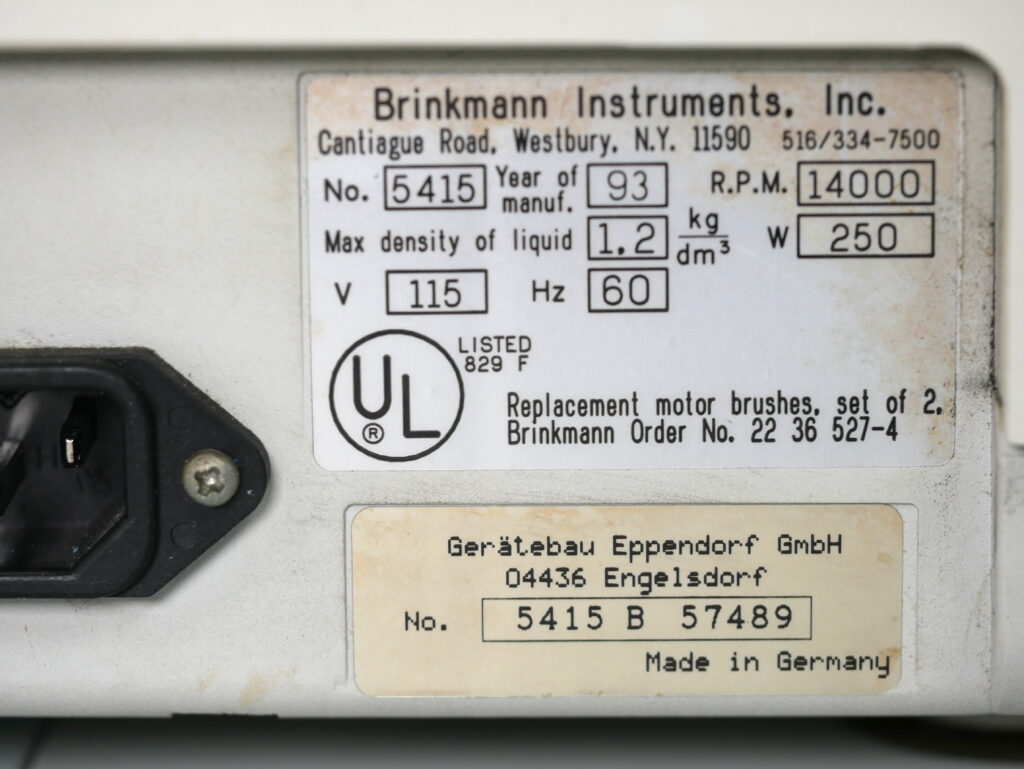 Brinkmann Instruments, Inc.
Cantiague Road, Westbury, N.Y. 11590 516/334-7500
No. 5415 Year of manuf. 93 R.P.M. 14000
Max density of liquid 1,2 kg/dm³ W 250
V 115 Hz 60
UL ® LISTED
829 F
Replacement motor brushes, set of 2,
Brinkmann Order No. 22 36 527-4
Gerätebau Eppendorf GmbH
04436 Engelsdorf
No. 5415 B 57489
Made in Germany